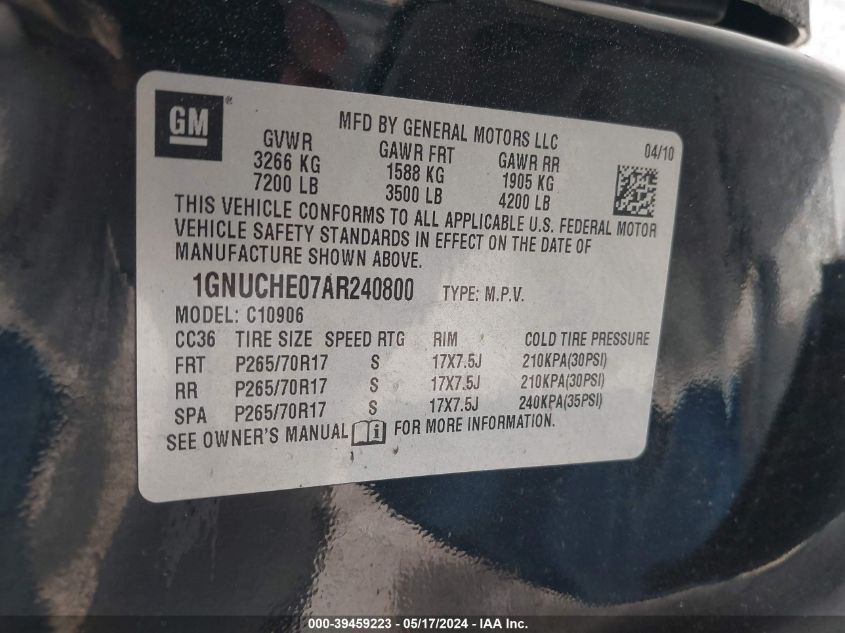 GM®
MFD BY GENERAL MOTORS LLC
04/10
GVWR GAWR FRT GAWR RR
3266 KG 1588 KG 1905 KG
7200 LB 3500 LB 4200 LB
THIS VEHICLE CONFORMS TO ALL APPLICABLE U.S. FEDERAL MOTOR
VEHICLE SAFETY STANDARDS IN EFFECT ON THE DATE OF
MANUFACTURE SHOWN ABOVE.
1GNUCHE07AR240800 TYPE: M.P.V.
MODEL: C10906
CC36 TIRE SIZE SPEED RTG RIM COLD TIRE PRESSURE
FRT P265/70R17 S 17X7.5J 210KPA(30PSI)
RR P265/70R17 S 17X7.5J 210KPA(30PSI)
SPA P265/70R17 S 17X7.5J 240KPA(35PSI)
SEE OWNER'S MANUAL i FOR MORE INFORMATION.
000-39459223 - 05/17/2024 - IAA Inc.